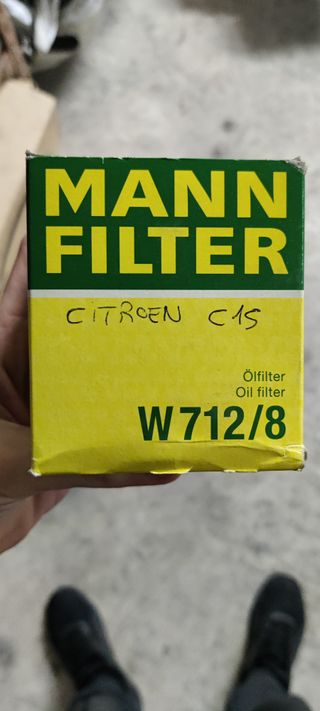 MANN
FILTER
CITROEN C15
Ölfilter
Oil filter
W 712/8